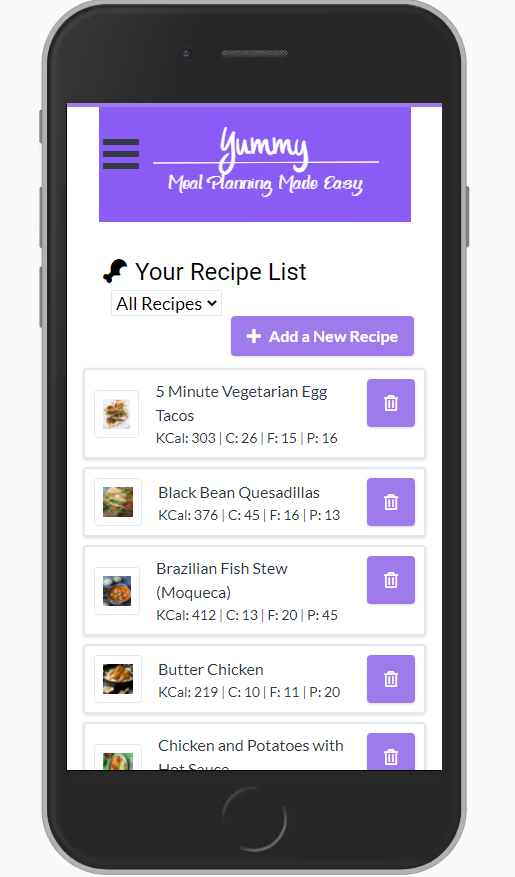 Yummy
Meal Planning Made Easy
Your Recipe List
All Recipes
Add a New Recipe
5 Minute Vegetarian Egg
Tacos
KCal: 303 | C: 26 | F: 15 | P: 16
Black Bean Quesadillas
KCal: 376 | C: 45 | F: 16 | P: 13
Brazilian Fish Stew
(Moqueca)
KCal: 412 | C: 13 | F: 20 | P: 45
Butter Chicken
KCal: 219 | C: 10 | F: 11 | P: 20
Chicken and Potatoes with
Hot Sauce